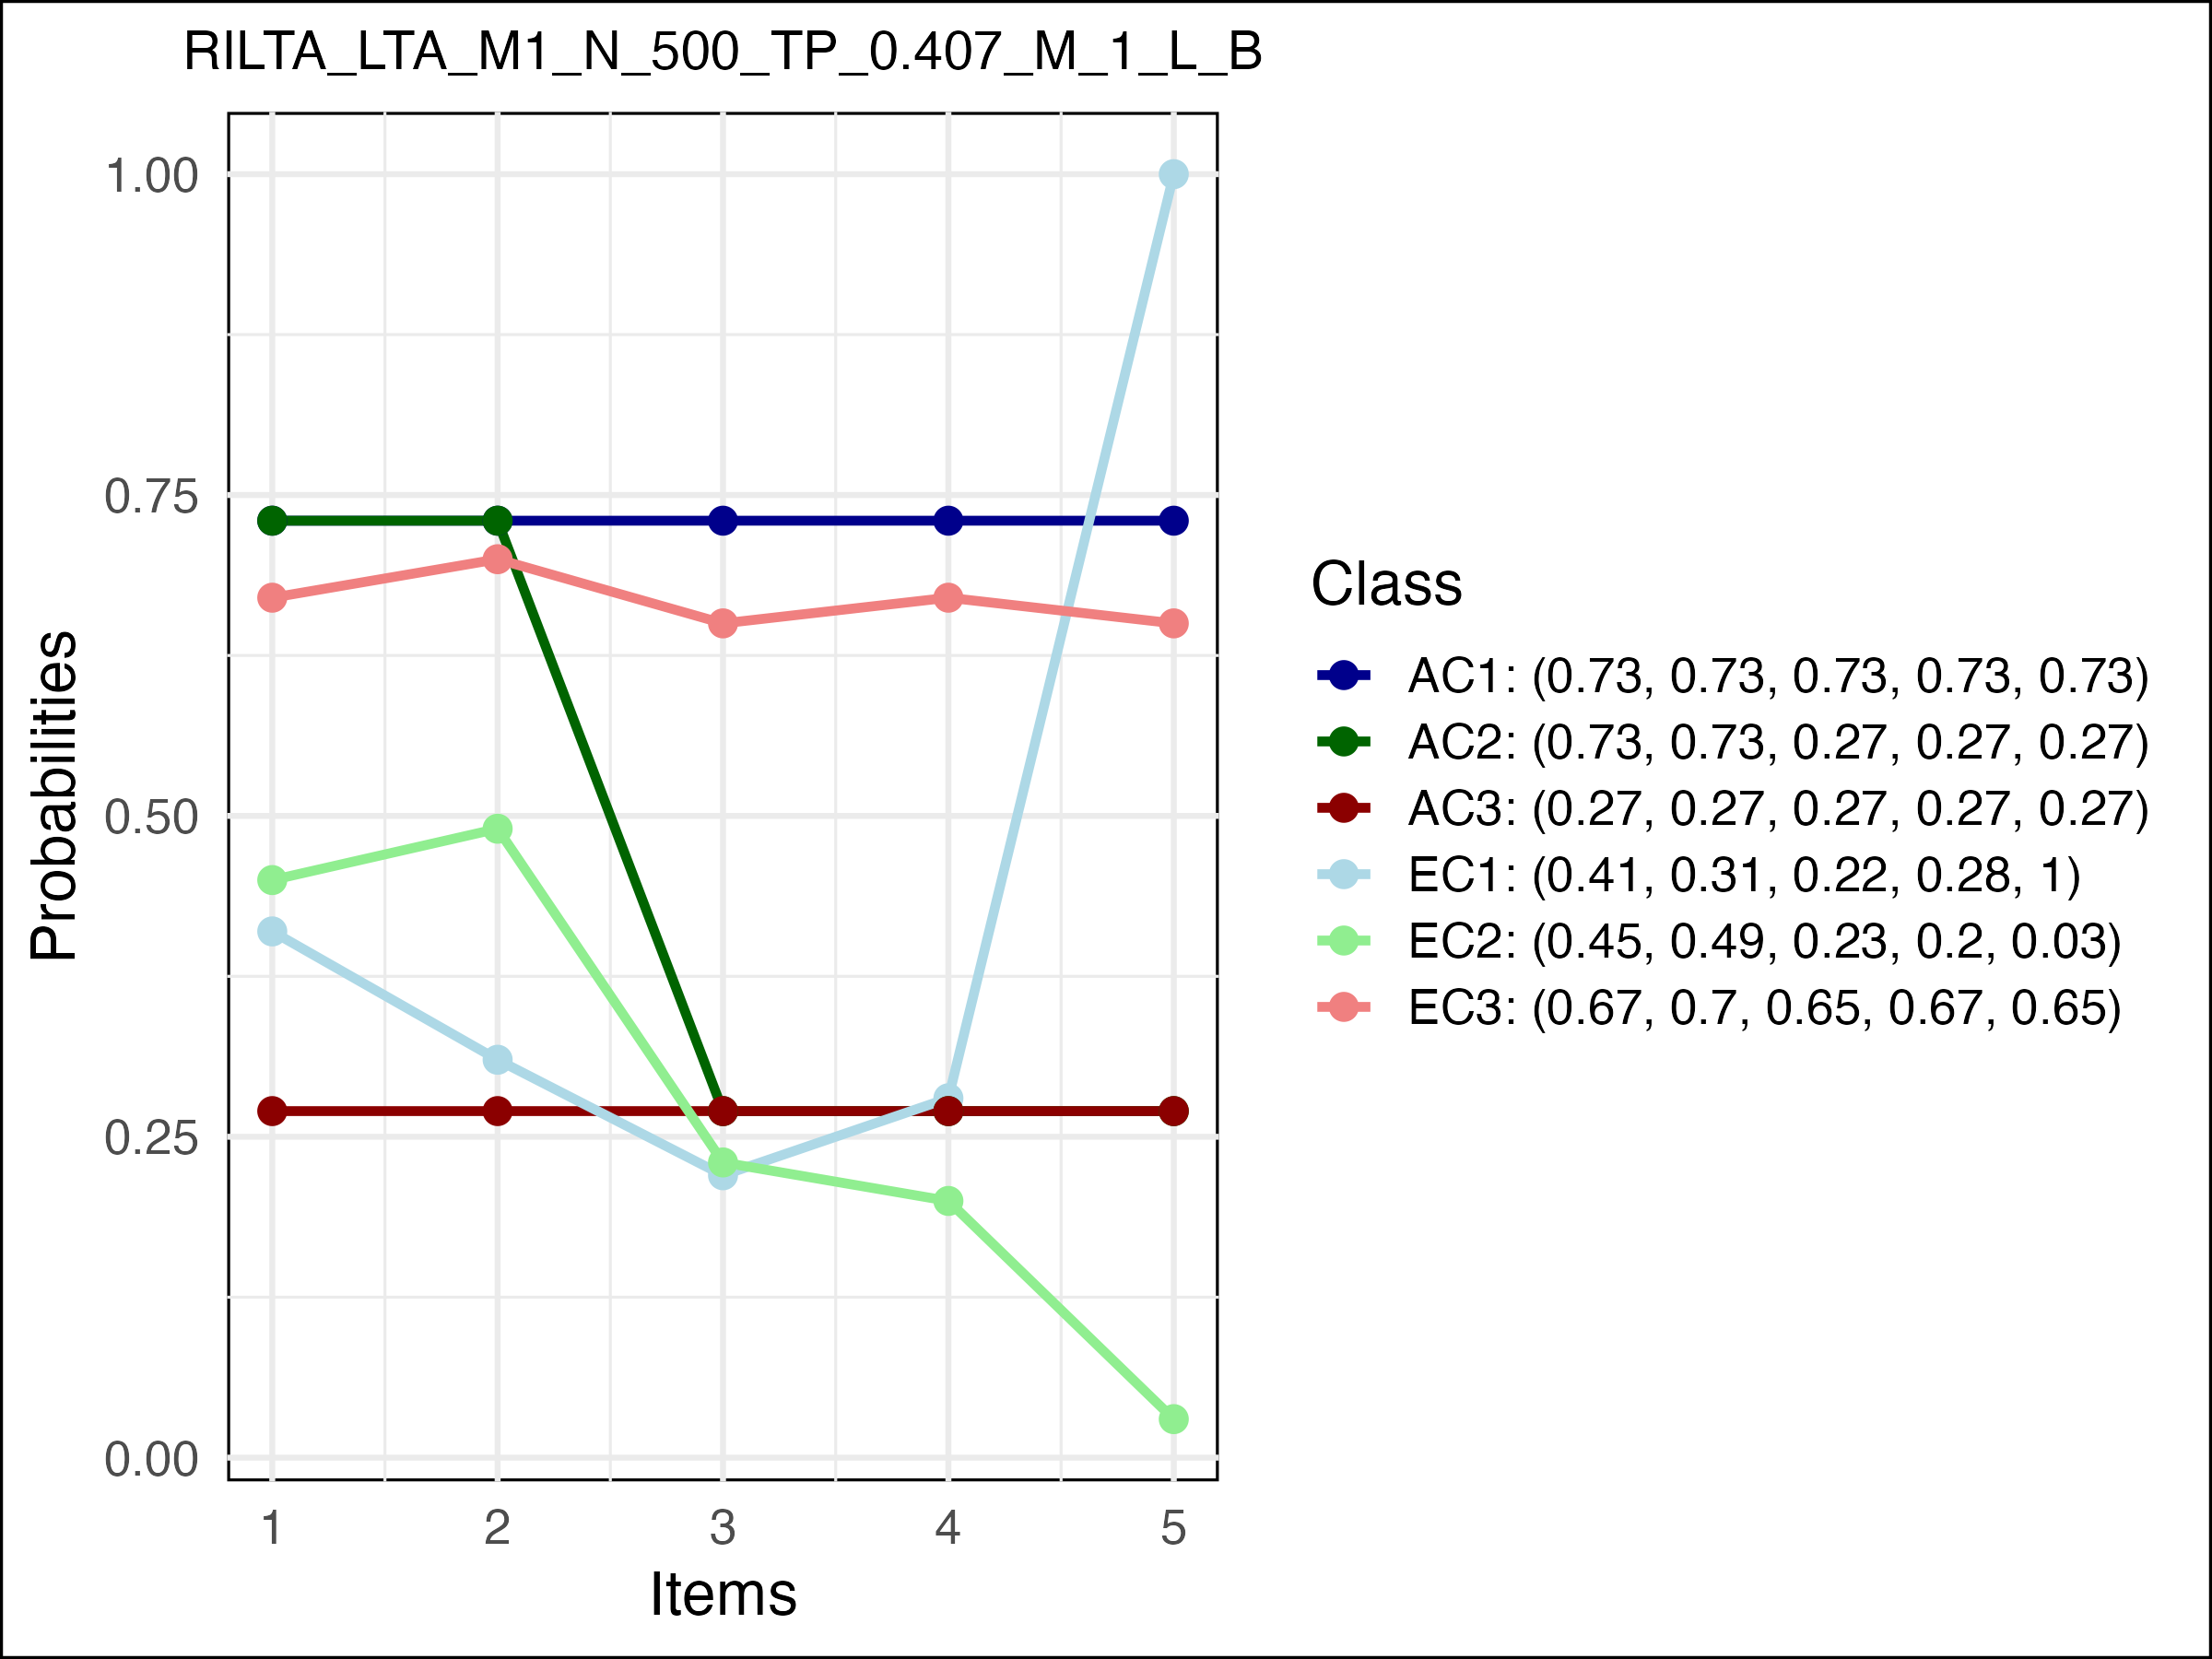 RILTA_LTA_M1_N_500_TP_0.407_M_1_L_B
1.00
0.75
0.50
0.25
0.00
Probabilities
1 2 3 4 5
Items
Class
AC1: (0.73, 0.73, 0.73, 0.73, 0.73)
AC2: (0.73, 0.73, 0.27, 0.27, 0.27)
AC3: (0.27, 0.27, 0.27, 0.27, 0.27)
EC1: (0.41, 0.31, 0.22, 0.28, 1)
EC2: (0.45, 0.49, 0.23, 0.2, 0.03)
EC3: (0.67, 0.7, 0.65, 0.67, 0.65)